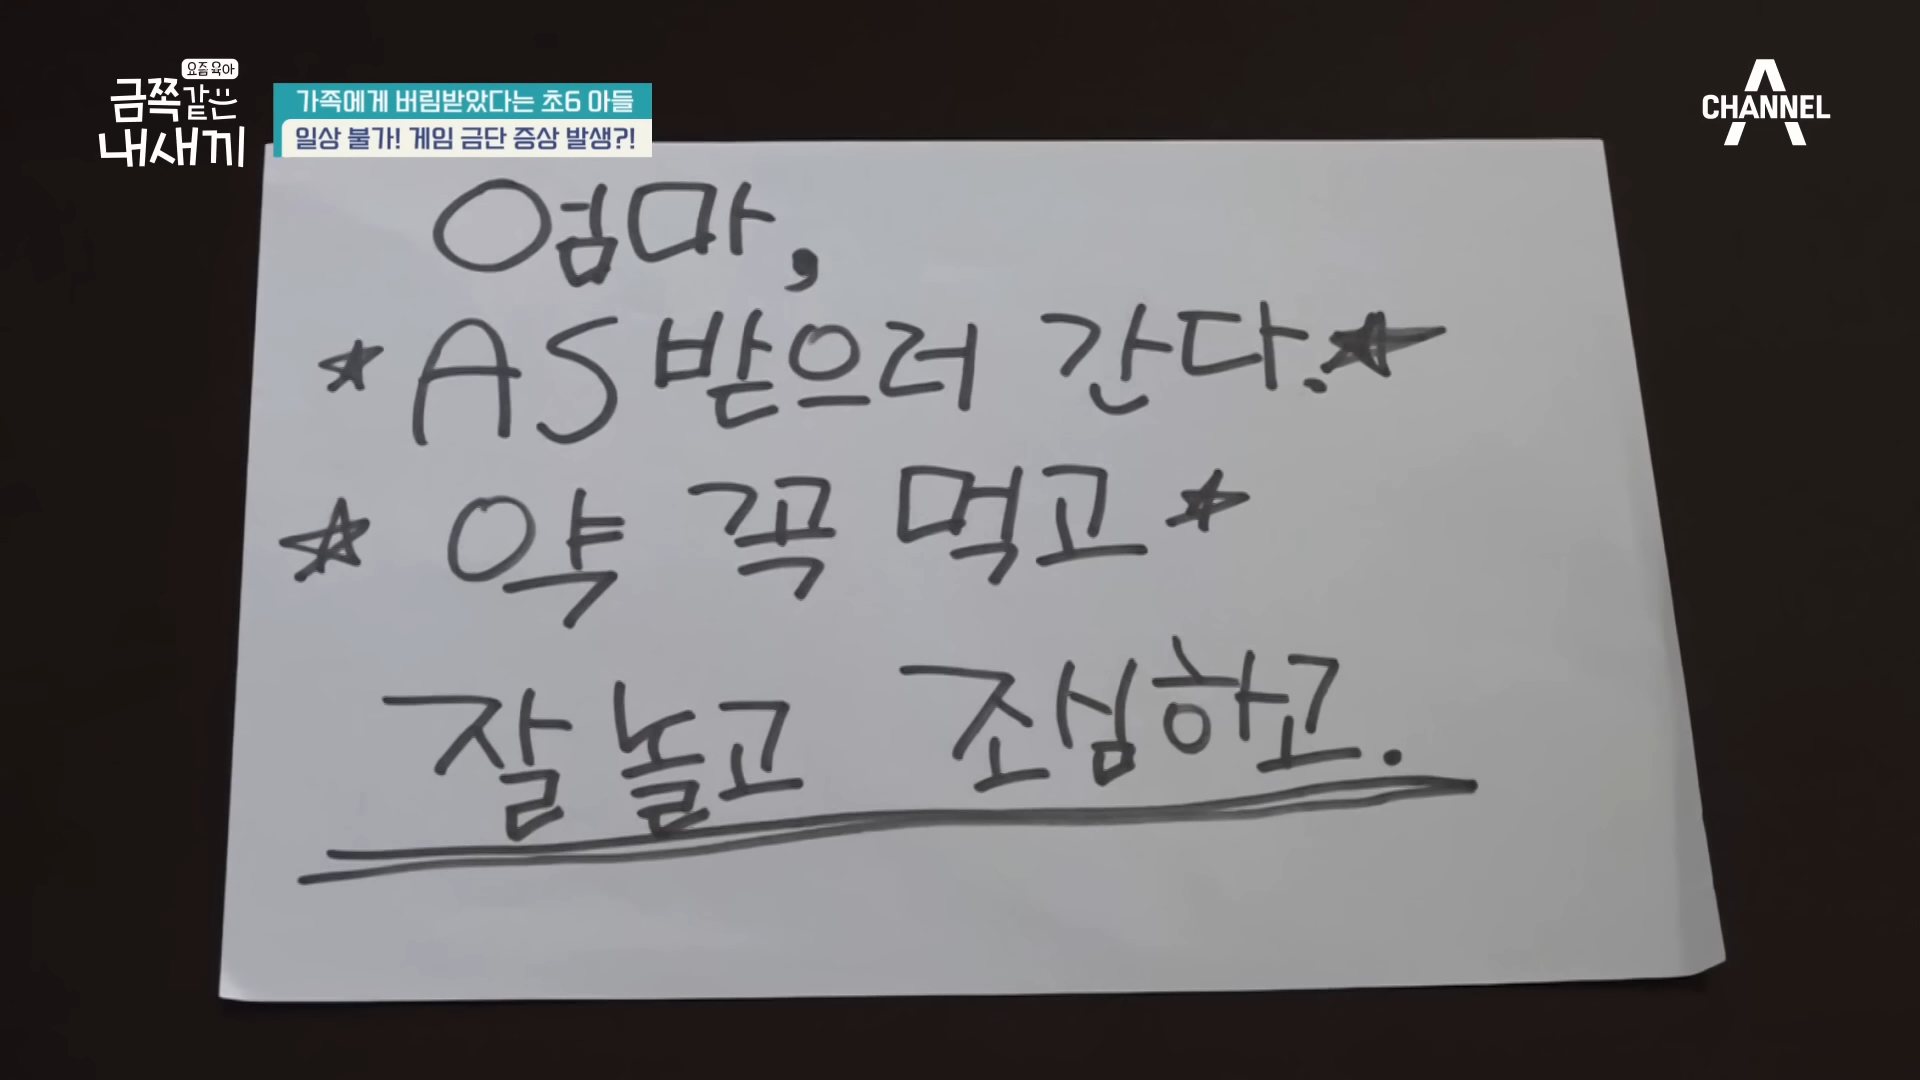 요즘 육아
금쪽같은
내새끼
가족에게 버림받았다는 초6 아들
일상 불가! 게임 금단 증상 발생?!
CHANNEL A
엄마,
☆AS받으러 간다.★
☆ 약 꼭 먹고☆
잘놀고 조심하고.